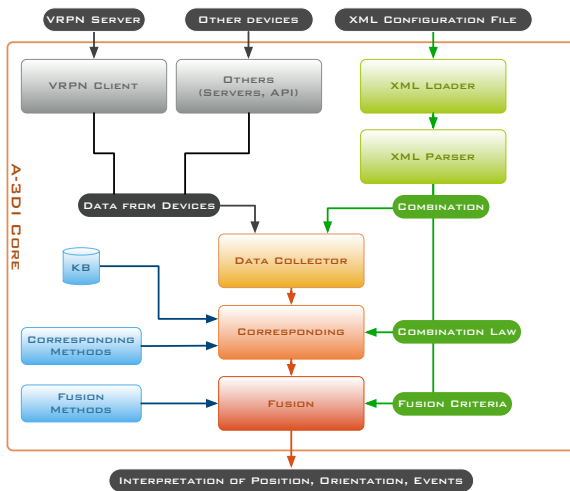 VRPN Server
Other devices
XML Configuration File
VRPN Client
Others
(Servers, API)
XML Loader
XML Parser
A-3DI Core
Data from Devices
Combination
KB
Data Collector
Corresponding
Methods
Corresponding
Combination Law
Fusion
Methods
Fusion
Fusion Criteria
Interpretation of Position, Orientation, Events